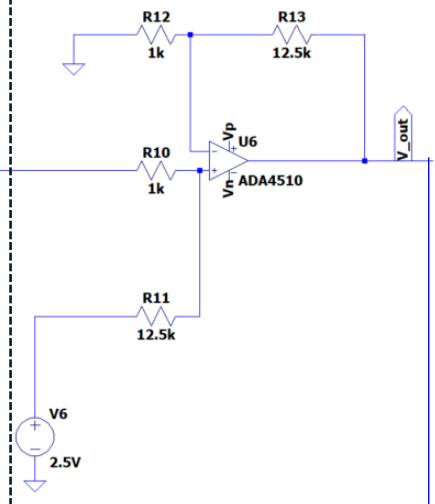 R12
1k
R13
12.5k
Vp
U6
R10
1k
Vn
ADA4510
V_out
R11
12.5k
V6
2.5V